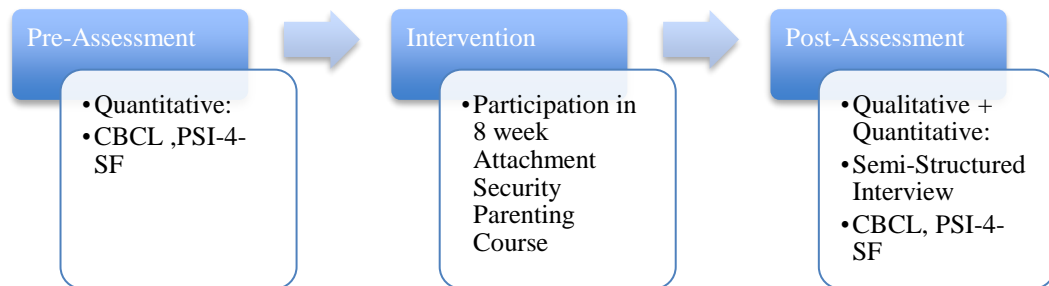 Pre-Assessment
•Quantitative:
•CBCL ,PSI-4-
SF
Intervention
•Participation in
8 week
Attachment
Security
Parenting
Course
Post-Assessment
•Qualitative +
Quantitative:
•Semi-Structured
Interview
•CBCL, PSI-4-
SF